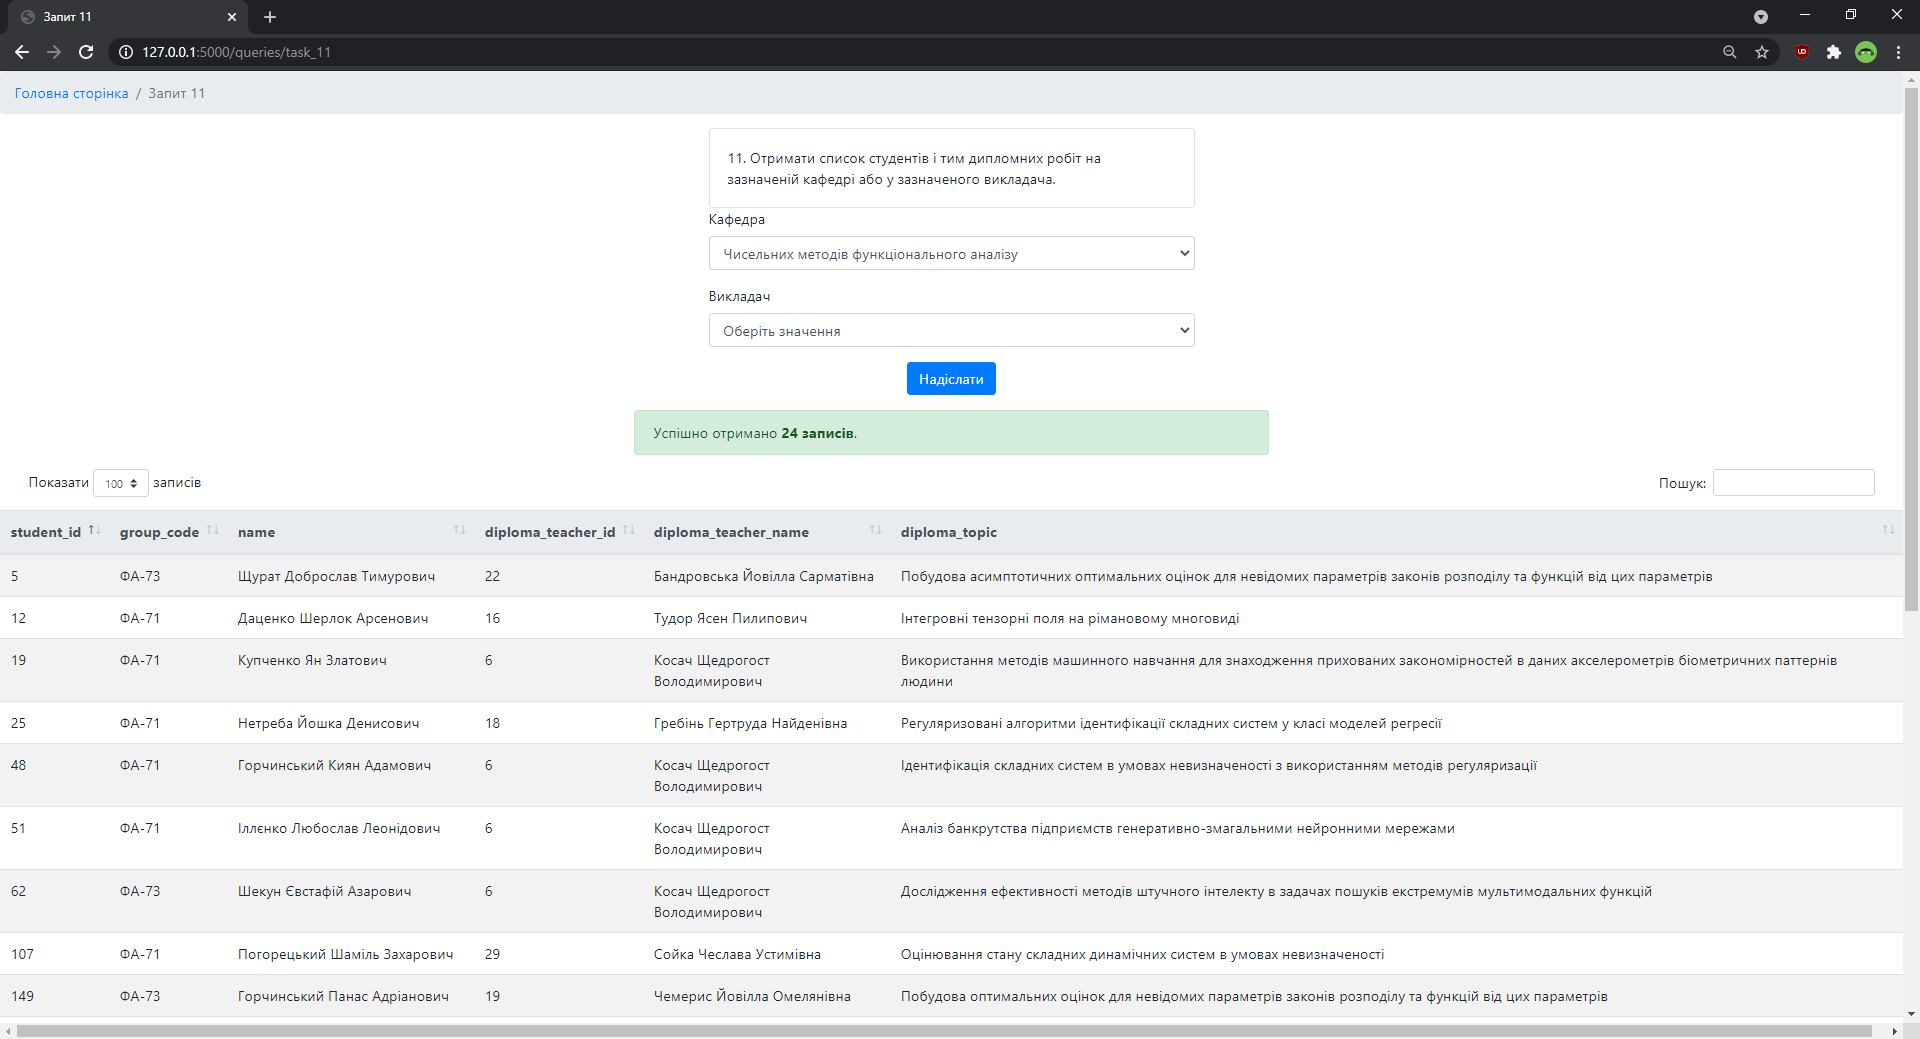 Запит 11
127.0.0.1:5000/queries/task_11
Головна сторінка / Запит 11
11. Отримати список студентів і тим дипломних робіт на
зазначеній кафедрі або у зазначеного викладача.
Кафедра
Чисельних методів функціонального аналізу
Викладач
Оберіть значення
Надіслати
Успішно отримано 24 записів.
Показати 100 записів
Пошук:
student_id group_code name diploma_teacher_id diploma_teacher_name diploma_topic
5 ФА-73 Щурат Доброслав Тимурович 22 Бандровська Йовілла Сарматівна Побудова асимптотичних оптимальних оцінок для невідомих параметрів законів розподілу та функцій від цих параметрів
12 ФА-71 Даценко Шерлок Арсенович 16 Тудор Ясен Пилипович Інтегровні тензорні поля на рімановому многовиді
19 ФА-71 Купченко Ян Златович 6 Косач Щедрогост Використання методів машинного навчання для знаходження прихованих закономірностей в даних акселерометрів біометричних паттернів
Володимирович людини
25 ФА-71 Нетреба Йошка Денисович 18 Гребінь Гертруда Найденівна Регуляризовані алгоритми ідентифікації складних систем у класі моделей регресії
48 ФА-71 Горчинський Киян Адамович 6 Косач Щедрогост Ідентифікація складних систем в умовах невизначеності з використанням методів регуляризації
Володимирович
51 ФА-71 Іллєнко Любослав Леонідович 6 Косач Щедрогост Аналіз банкрутства підприємств генеративно-змагальними нейронними мережами
Володимирович
62 ФА-73 Шекун Євстафій Азарович 6 Косач Щедрогост Дослідження ефективності методів штучного інтелекту в задачах пошуків екстремумів мультимодальних функцій
Володимирович
107 ФА-71 Погорецький Шаміль Захарович 29 Сойка Чеслава Устимівна Оцінювання стану складних динамічних систем в умовах невизначеності
149 ФА-73 Горчинський Панас Адріанович 19 Чемерис Йовілла Омелянівна Побудова оптимальних оцінок для невідомих параметрів законів розподілу та функцій від цих параметрів